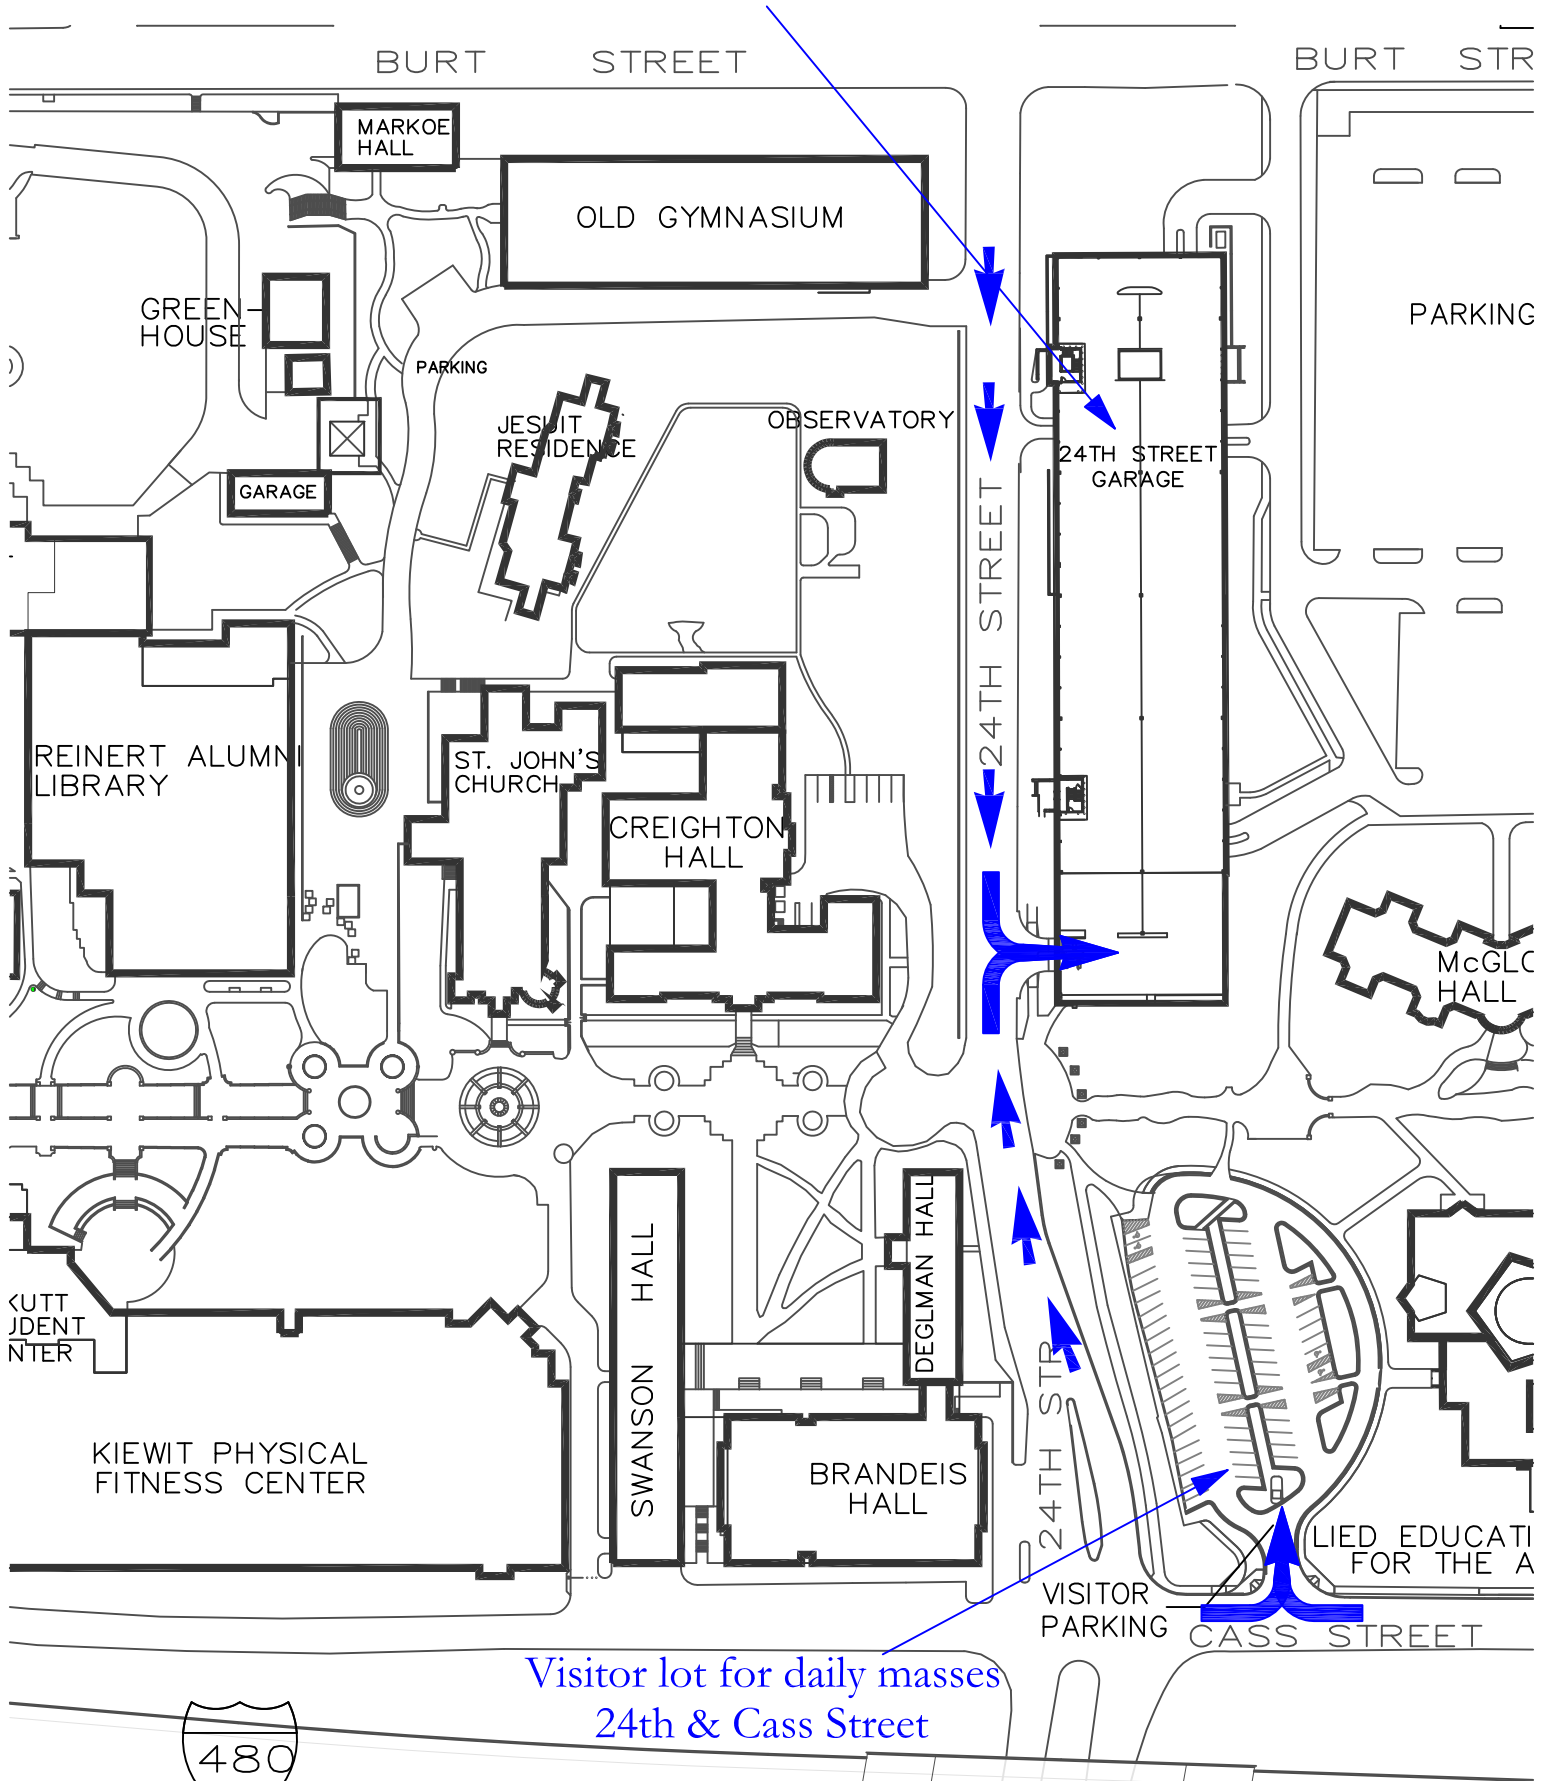 BURT STREET
BURT STR
MARKOE
HALL
OLD GYMNASIUM
GREEN
HOUSE
PARKING
PARKING
JESUIT
RESIDENCE
OBSERVATORY
24TH STREET
GARAGE
GARAGE
24TH STREET
REINERT ALUMNI
LIBRARY
ST. JOHN'S
CHURCH
CREIGHTON
HALL
McGLO
HALL
SWANSON HALL
DEGLMAN HALL
KUTT
UDENT
NTER
24TH STR
KIEWIT PHYSICAL
FITNESS CENTER
BRANDEIS
HALL
LIED EDUCATI
FOR THE A
VISITOR
PARKING
CASS STREET
Visitor lot for daily masses
24th & Cass Street
480